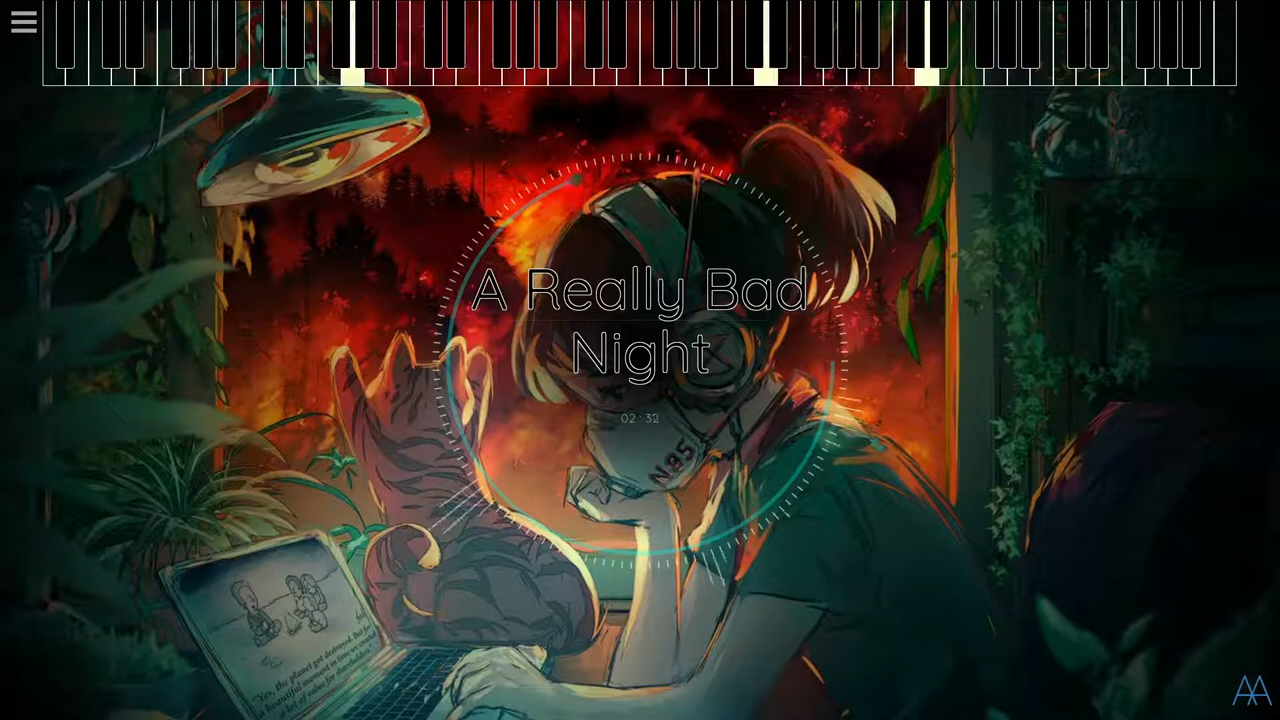 A Really Bad
Night
02 : 32
N95
"Yes, the planet got destroyed. But for
a beautiful moment in time we created
a lot of value for shareholders"
AA